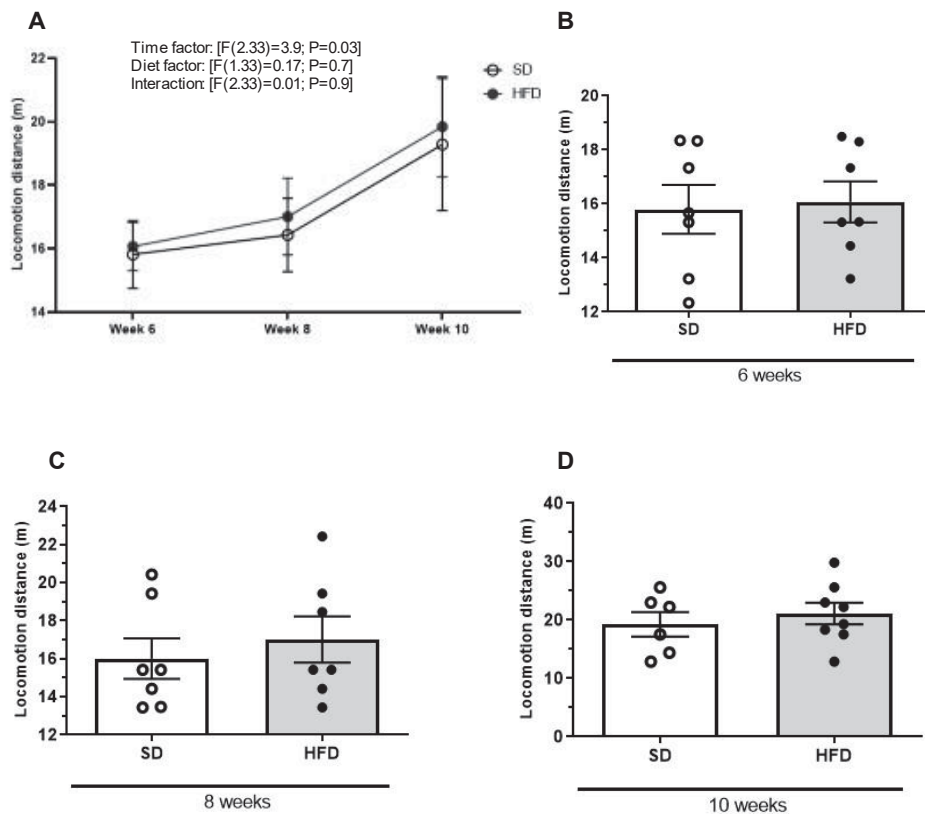 A
Time factor: [F(2.33)=3.9; P=0.03]
Diet factor: [F(1.33)=0.17; P=0.7]
Interaction: [F(2.33)=0.01; P=0.9]
SD
HFD
Locomotion distance (m)
22
20
18
16
14
Week 6 Week 8 Week 10
B
Locomotion distance (m)
20
18
16
14
12
SD HFD
6 weeks
C
Locomotion distance (m)
24
22
20
18
16
14
12
SD HFD
8 weeks
D
Locomotion distance (m)
40
30
20
10
0
SD HFD
10 weeks